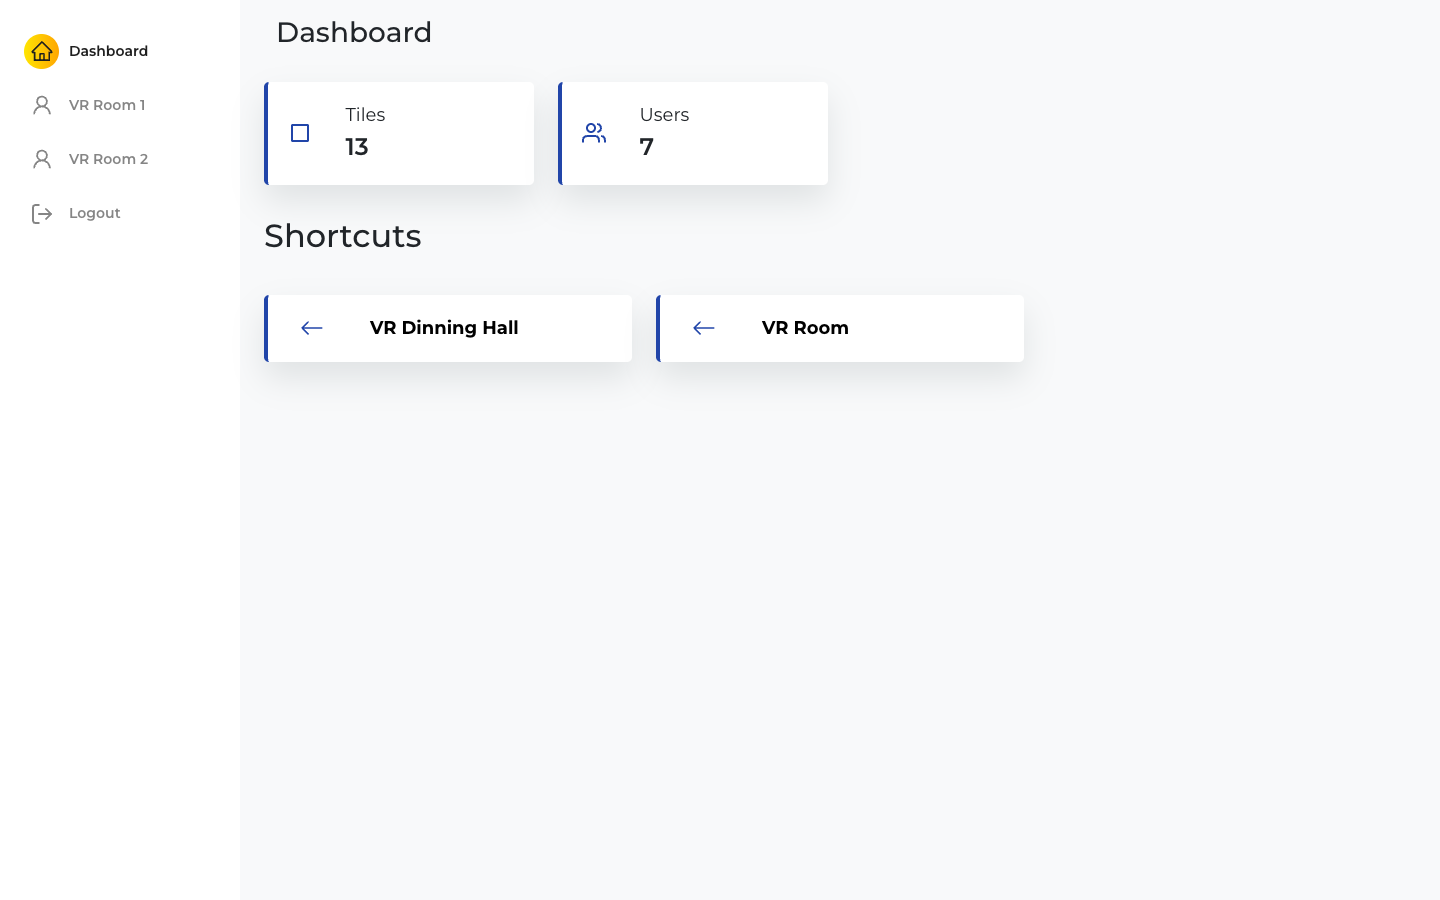 Dashboard
VR Room 1
VR Room 2
Logout
Dashboard
Tiles
13
Users
7
Shortcuts
VR Dinning Hall
VR Room